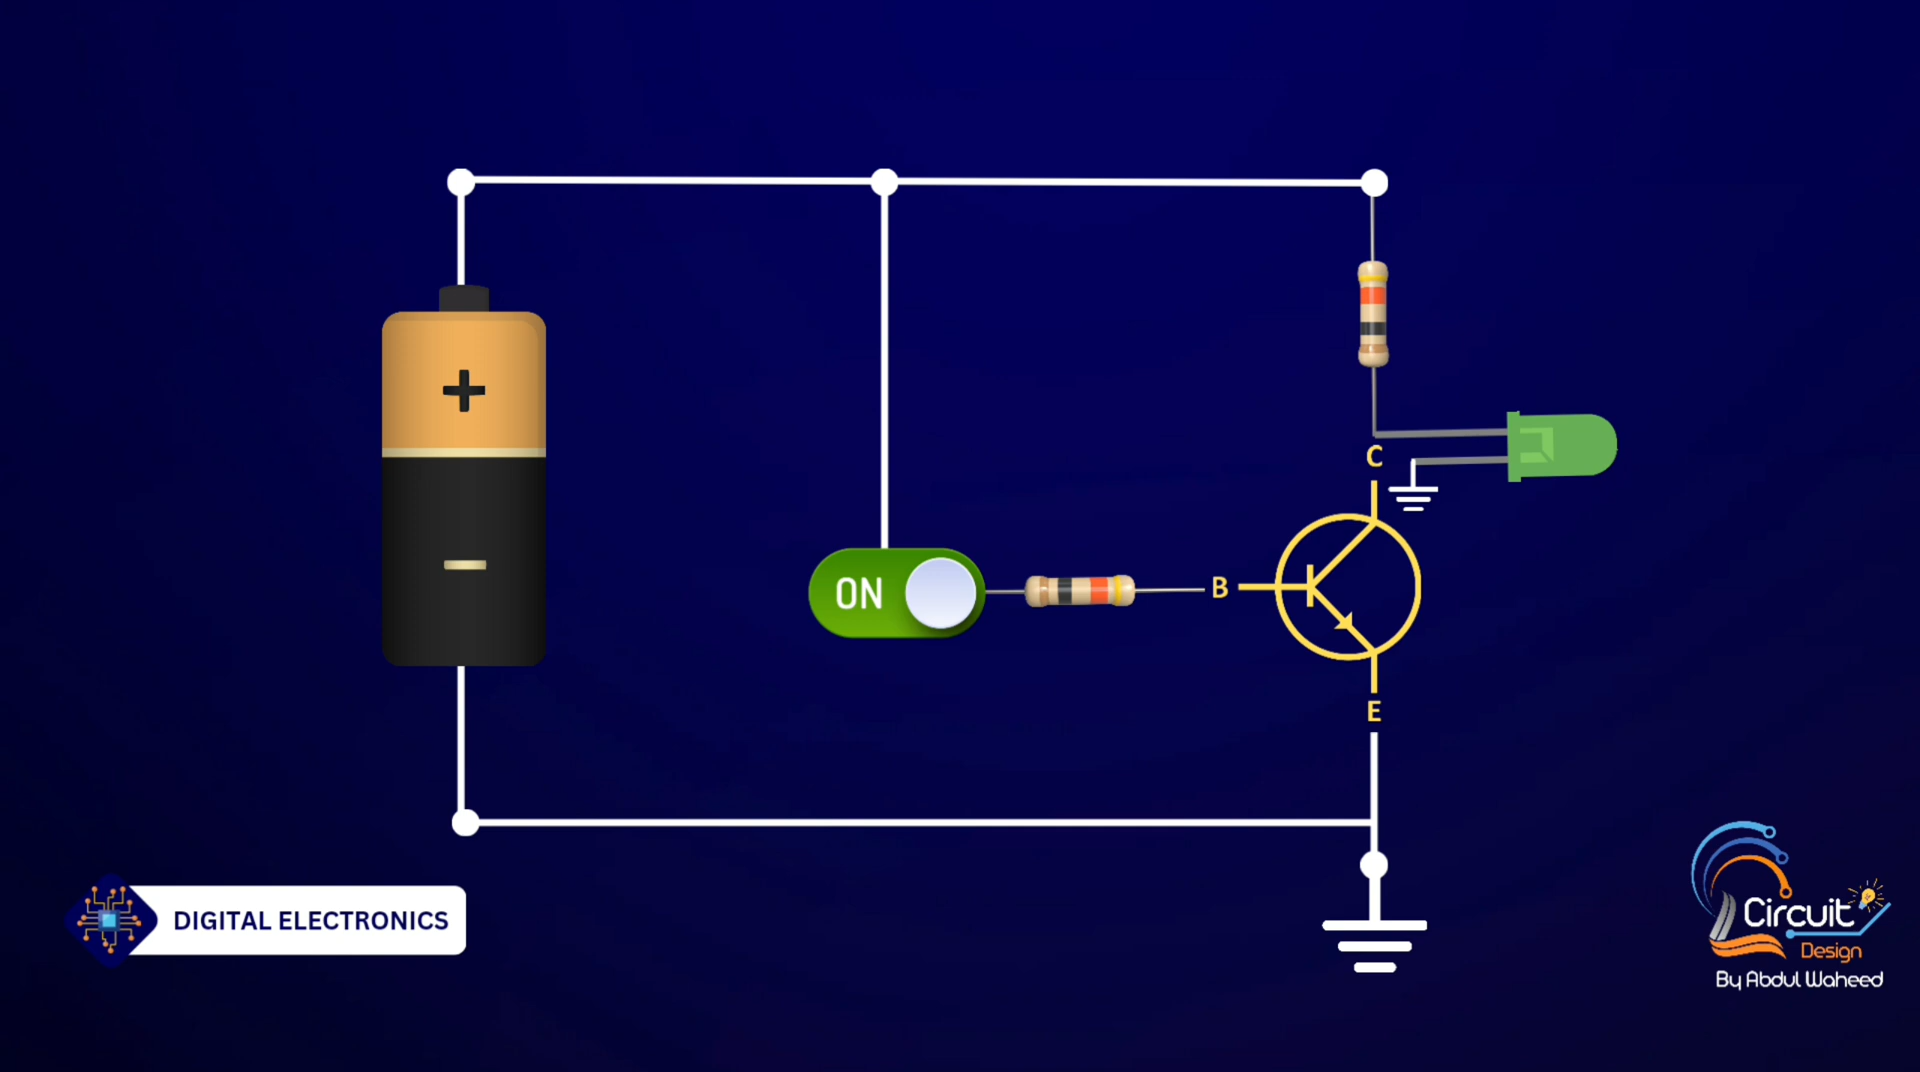 +
C
ON
B
−
E
DIGITAL ELECTRONICS
Circuit
Design
By Abdul Waheed